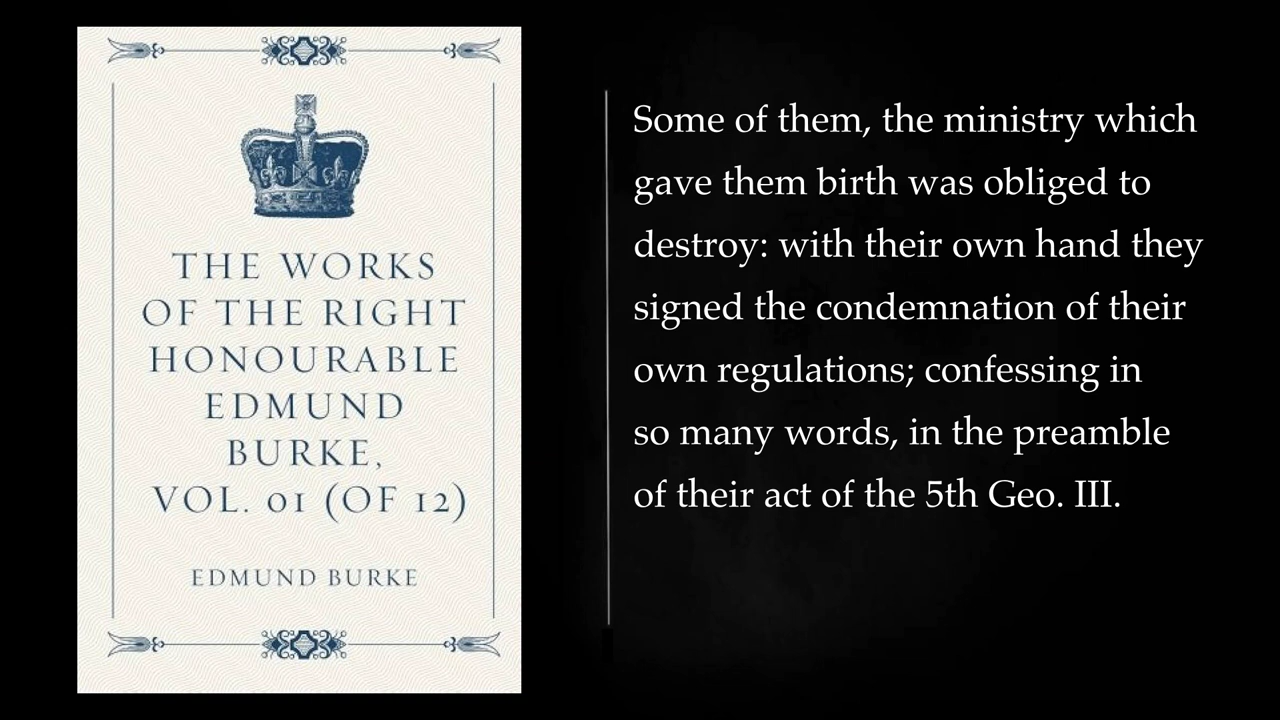 THE WORKS
OF THE RIGHT
HONOURABLE
EDMUND
BURKE,
VOL. 01 (OF 12)
EDMUND BURKE
Some of them, the ministry which
gave them birth was obliged to
destroy: with their own hand they
signed the condemnation of their
own regulations; confessing in
so many words, in the preamble
of their act of the 5th Geo. III.